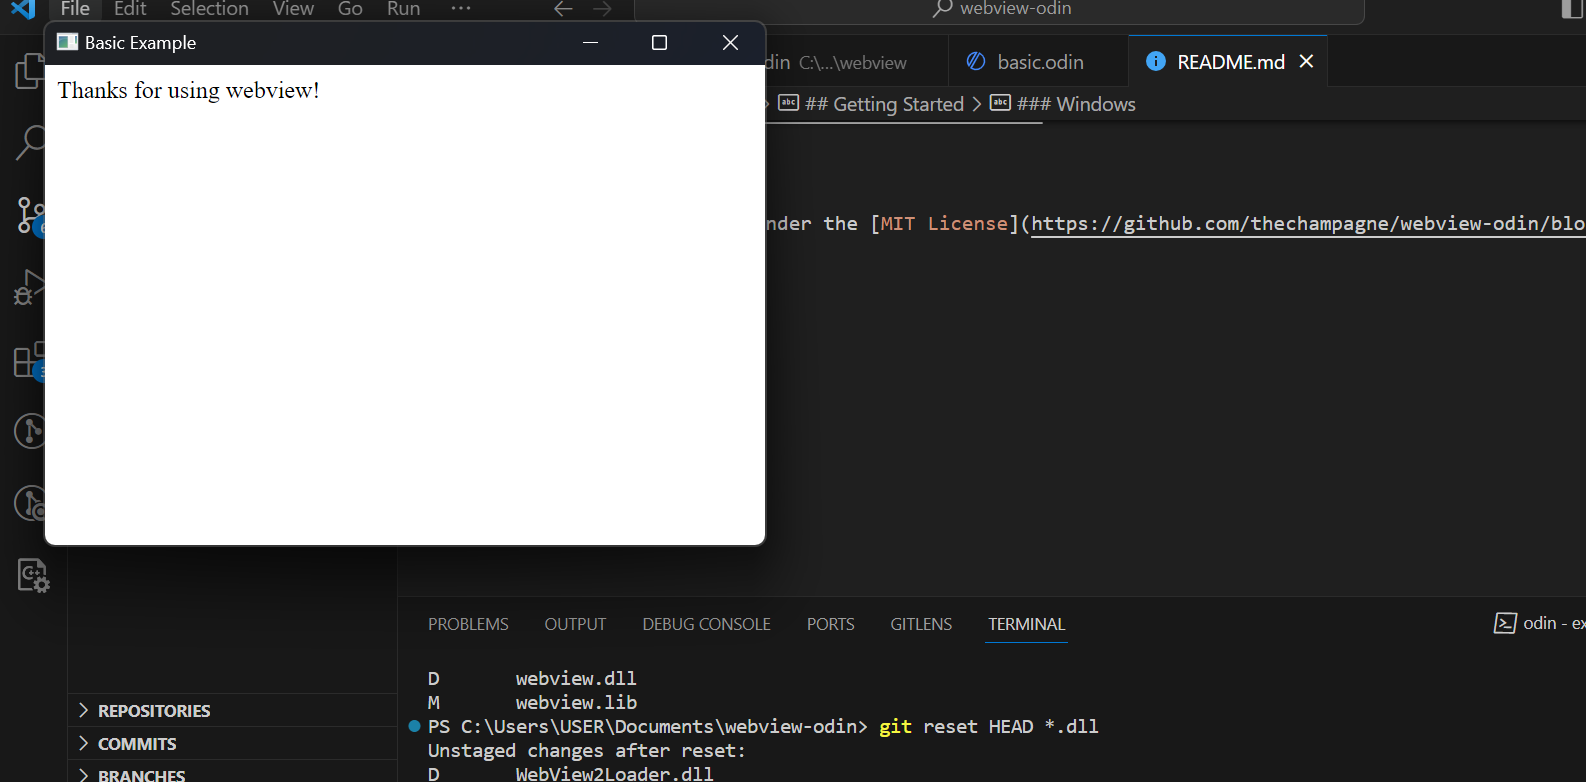 File Edit Selection View Go Run ... webview-odin
Basic Example
Thanks for using webview!
din C:\...\webview basic.odin README.md
## Getting Started > ### Windows
nder the [MIT License](https://github.com/thechampagne/webview-odin/blo
PROBLEMS OUTPUT DEBUG CONSOLE PORTS GITLENS TERMINAL
odin - ex
D webview.dll
M webview.lib
PS C:\Users\USER\Documents\webview-odin> git reset HEAD *.dll
Unstaged changes after reset:
D WebView2Loader.dll
REPOSITORIES
COMMITS
BRANCHES